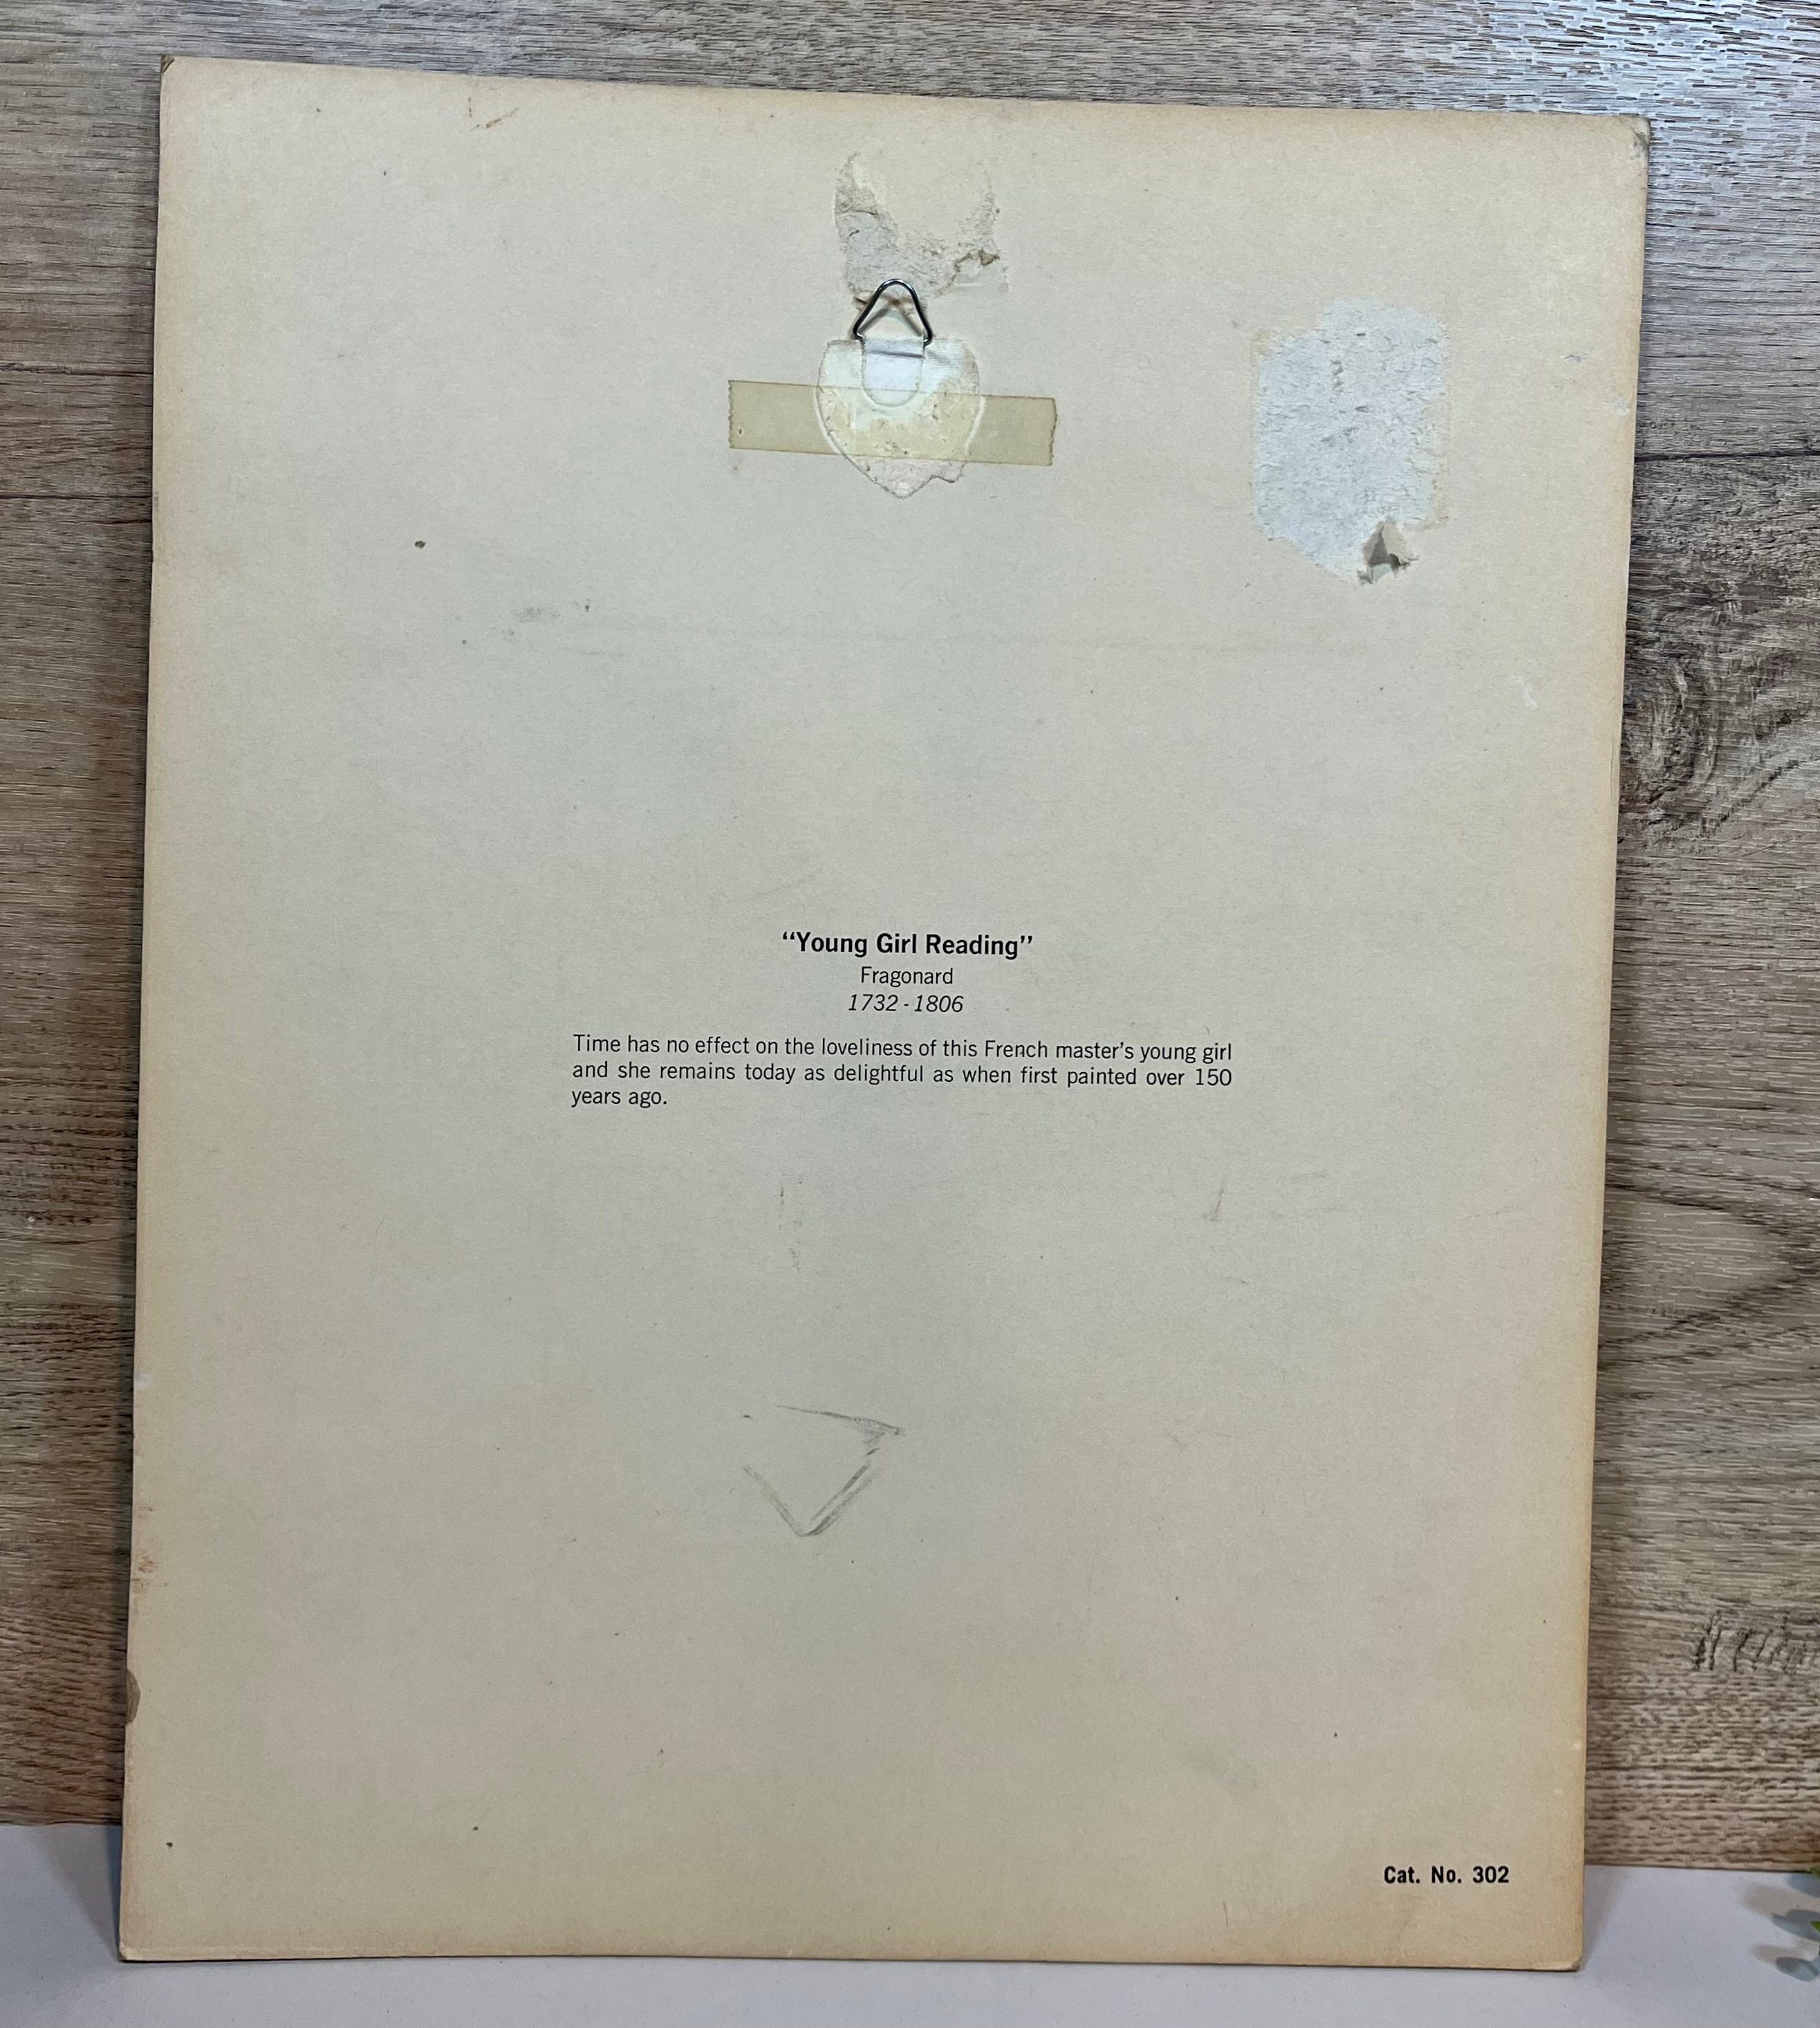 “Young Girl Reading”
Fragonard
1732 - 1806
Time has no effect on the loveliness of this French master’s young girl
and she remains today as delightful as when first painted over 150
years ago.
Cat. No. 302